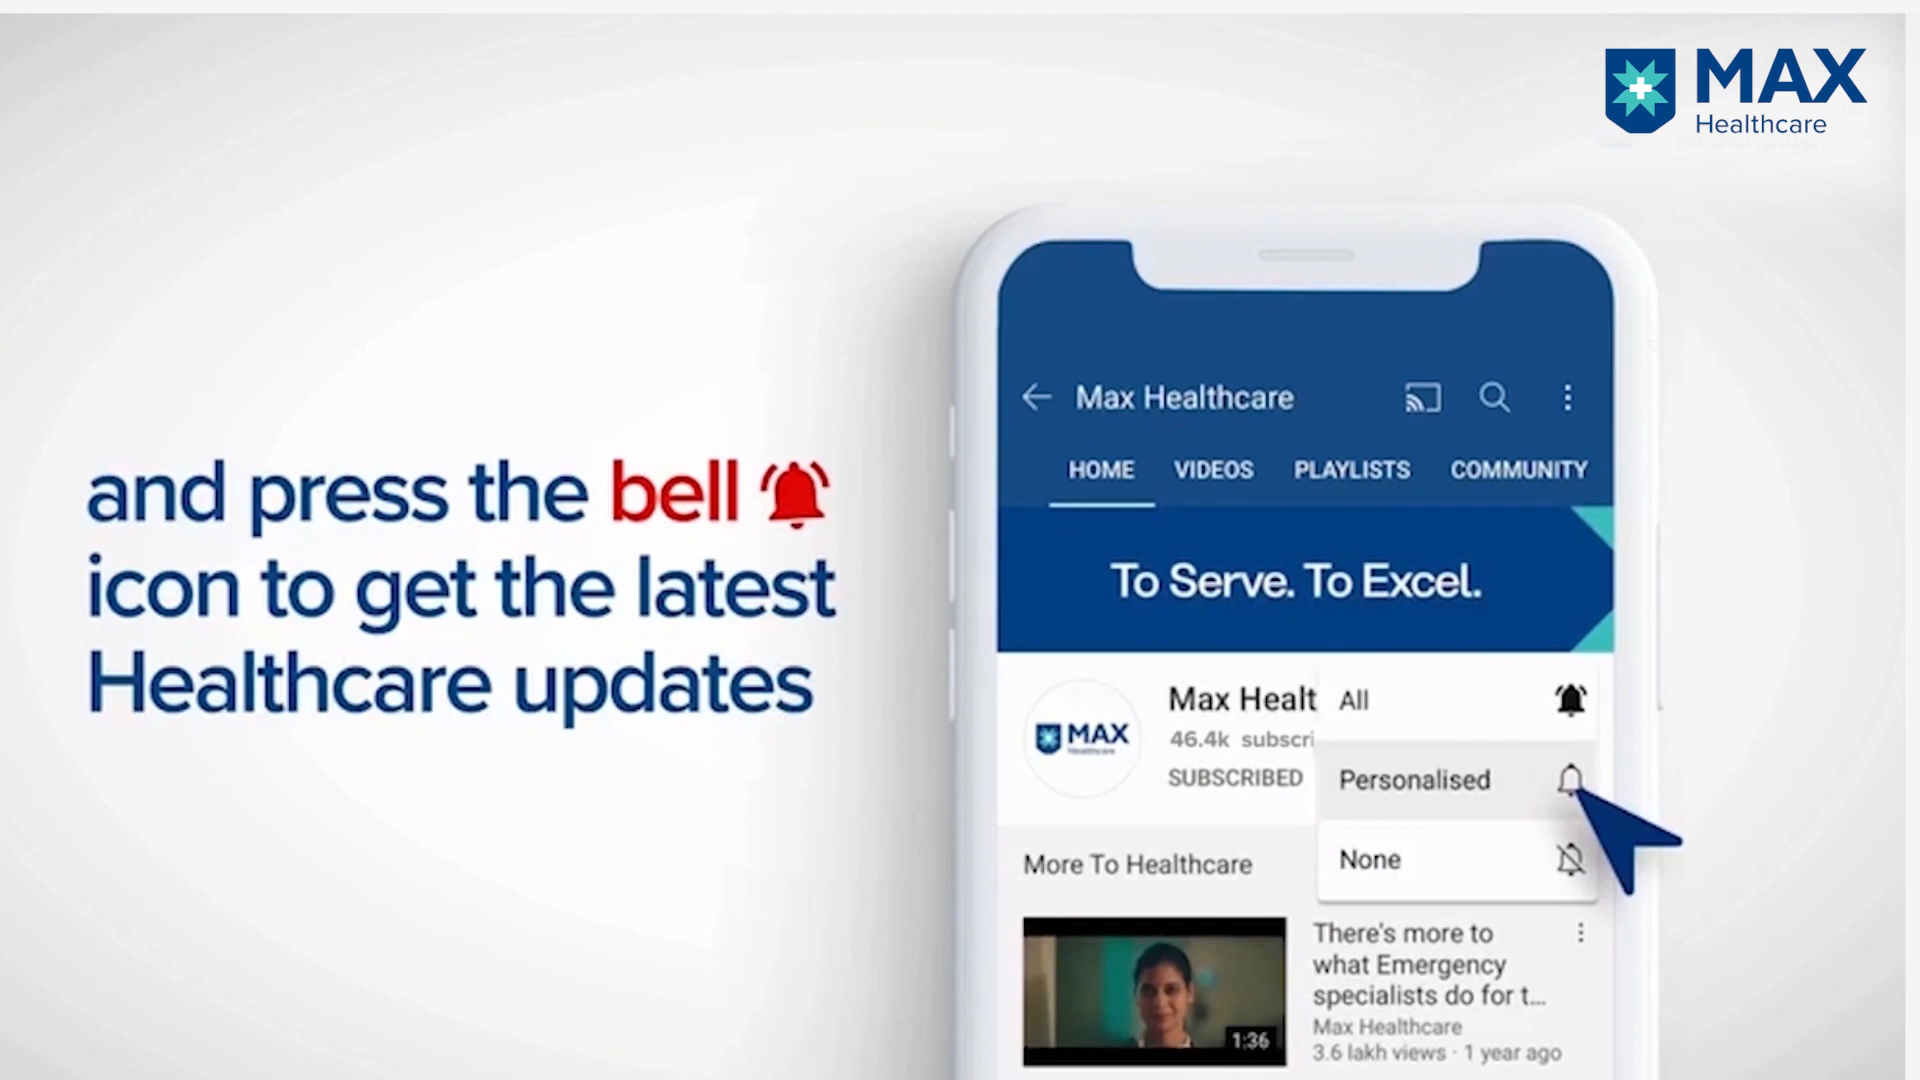 MAX
Healthcare
and press the bell
icon to get the latest
Healthcare updates
Max Healthcare
HOME VIDEOS PLAYLISTS COMMUNITY
To Serve. To Excel.
MAX
Healthcare
Max Healt
46.4k subscri
SUBSCRIBED
All
Personalised
None
More To Healthcare
There's more to
what Emergency
specialists do for t...
Max Healthcare
3.6 lakh views · 1 year ago
1:36